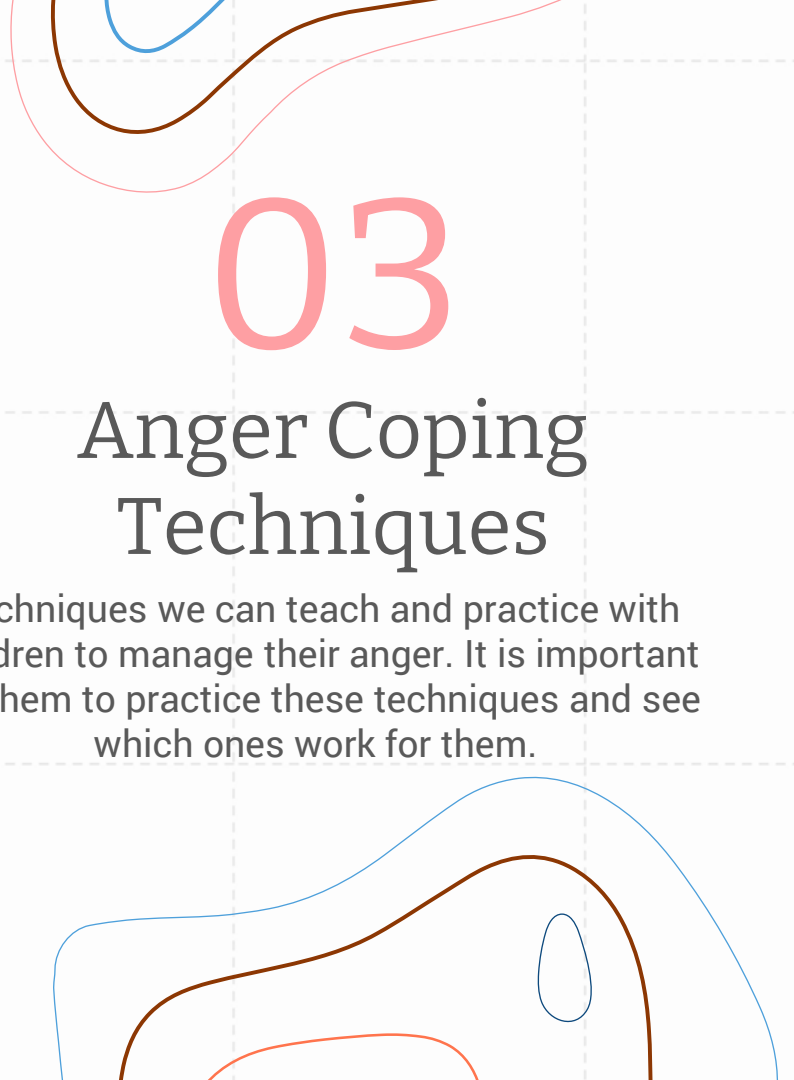 03
Anger Coping
Techniques
chniques we can teach and practice with
dren to manage their anger. It is important
hem to practice these techniques and see
which ones work for them.